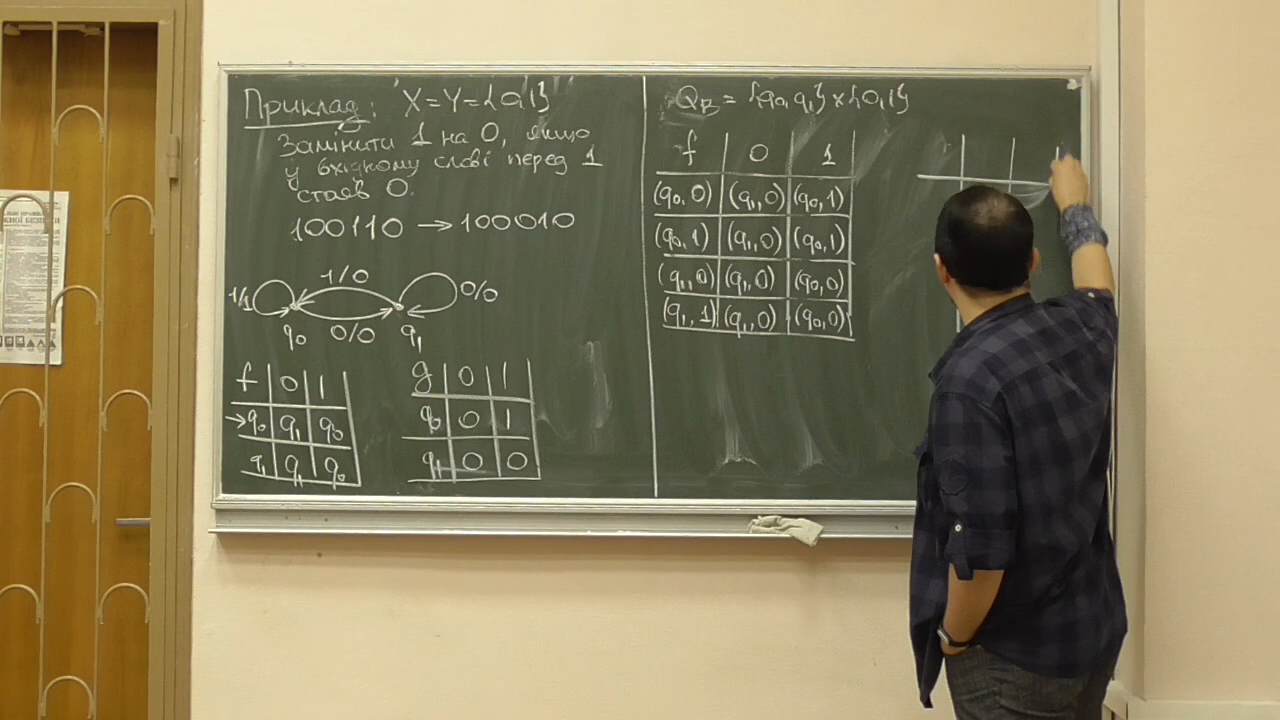 Приклад: X=Y={0,1}
Замінити 1 на 0, якщо
у вхідному слові перед 1
стояв 0.
100110 → 100010
1/0
1/1
0/0
q₀ 0/0 q₁
f 0 1
→q₀ q₁ q₀
q₁ q₁ q₀
g 0 1
q₀ 0 1
q₁ 0 0
Q_B = {q₀,q₁}×{0,1}
f 0 1
(q₀,0) (q₁,0) (q₀,1)
(q₀,1) (q₁,0) (q₀,1)
(q₁,0) (q₁,0) (q₀,0)
(q₁,1) (q₁,0) (q₀,0)